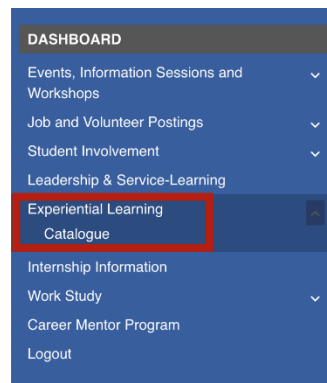 DASHBOARD
Events, Information Sessions and
Workshops
Job and Volunteer Postings
Student Involvement
Leadership & Service-Learning
Experiential Learning
Catalogue
Internship Information
Work Study
Career Mentor Program
Logout